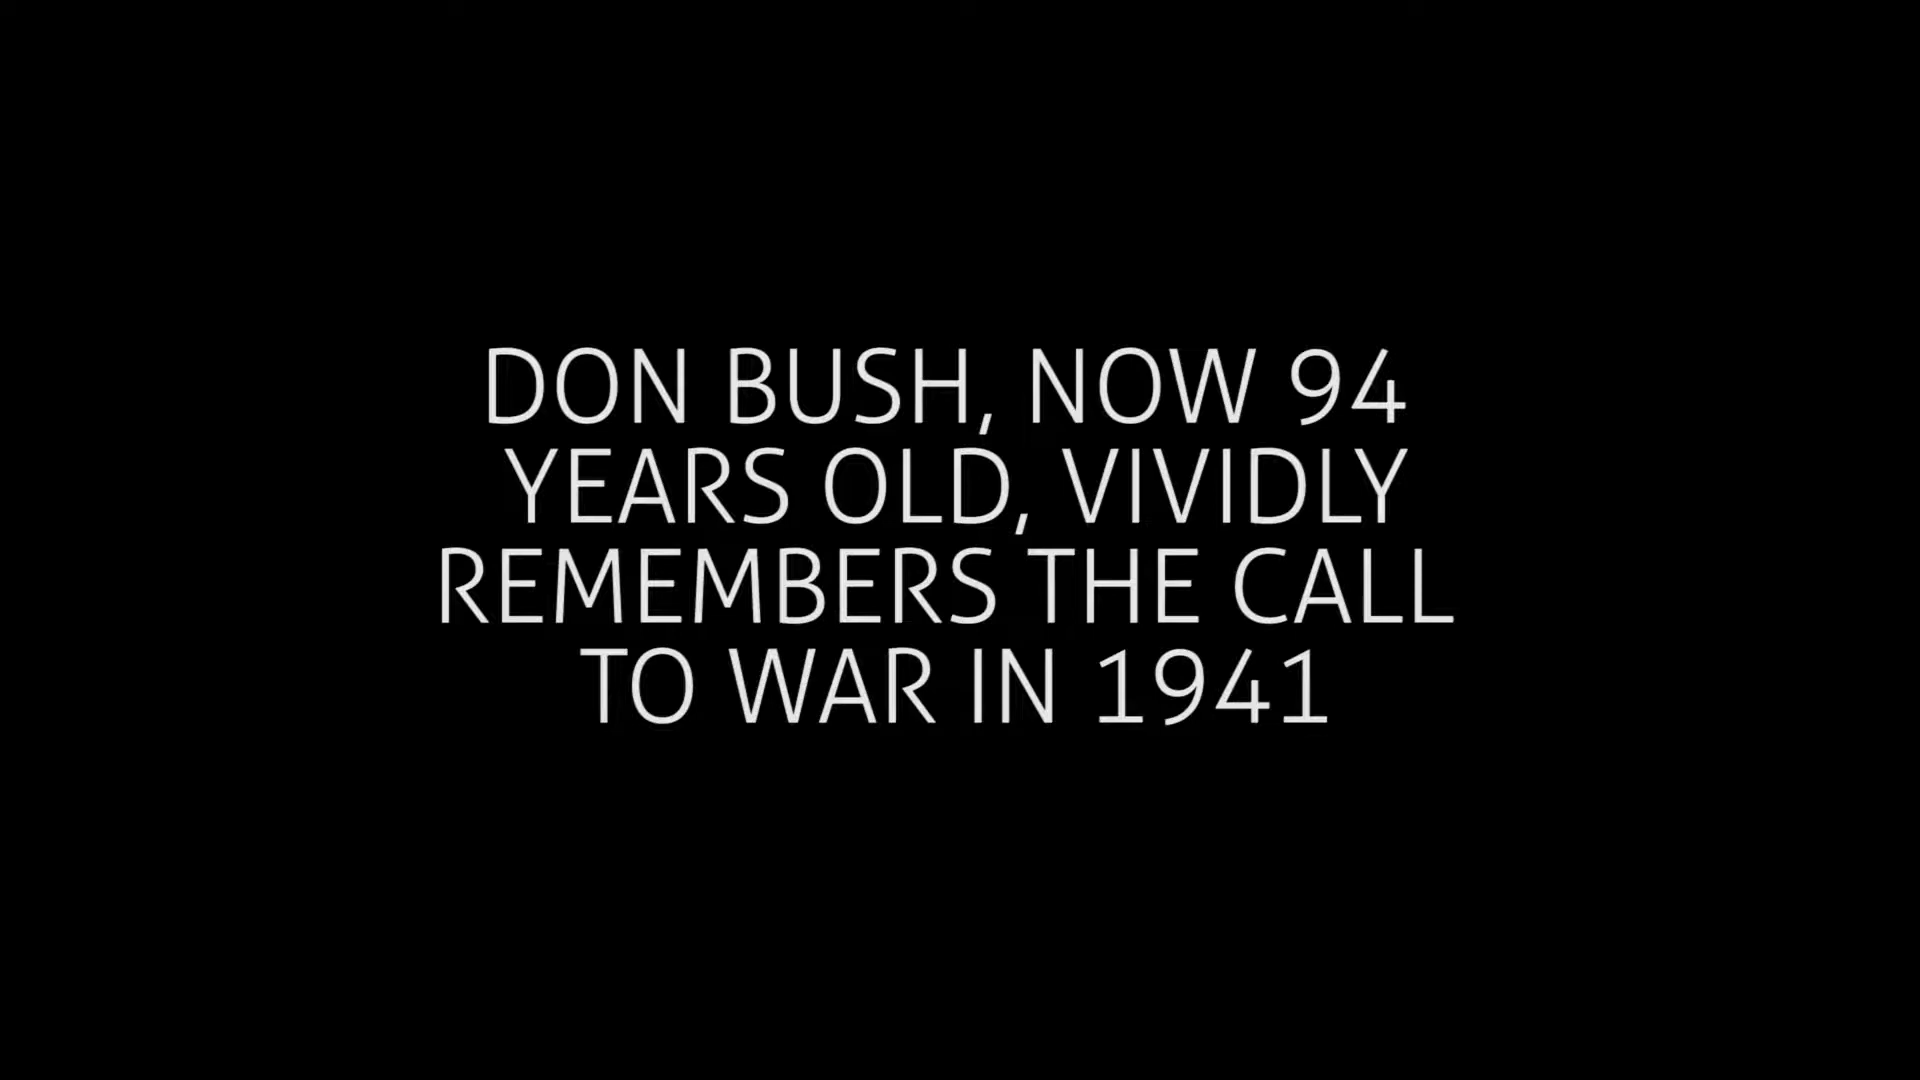 DON BUSH, NOW 94
YEARS OLD, VIVIDLY
REMEMBERS THE CALL
TO WAR IN 1941